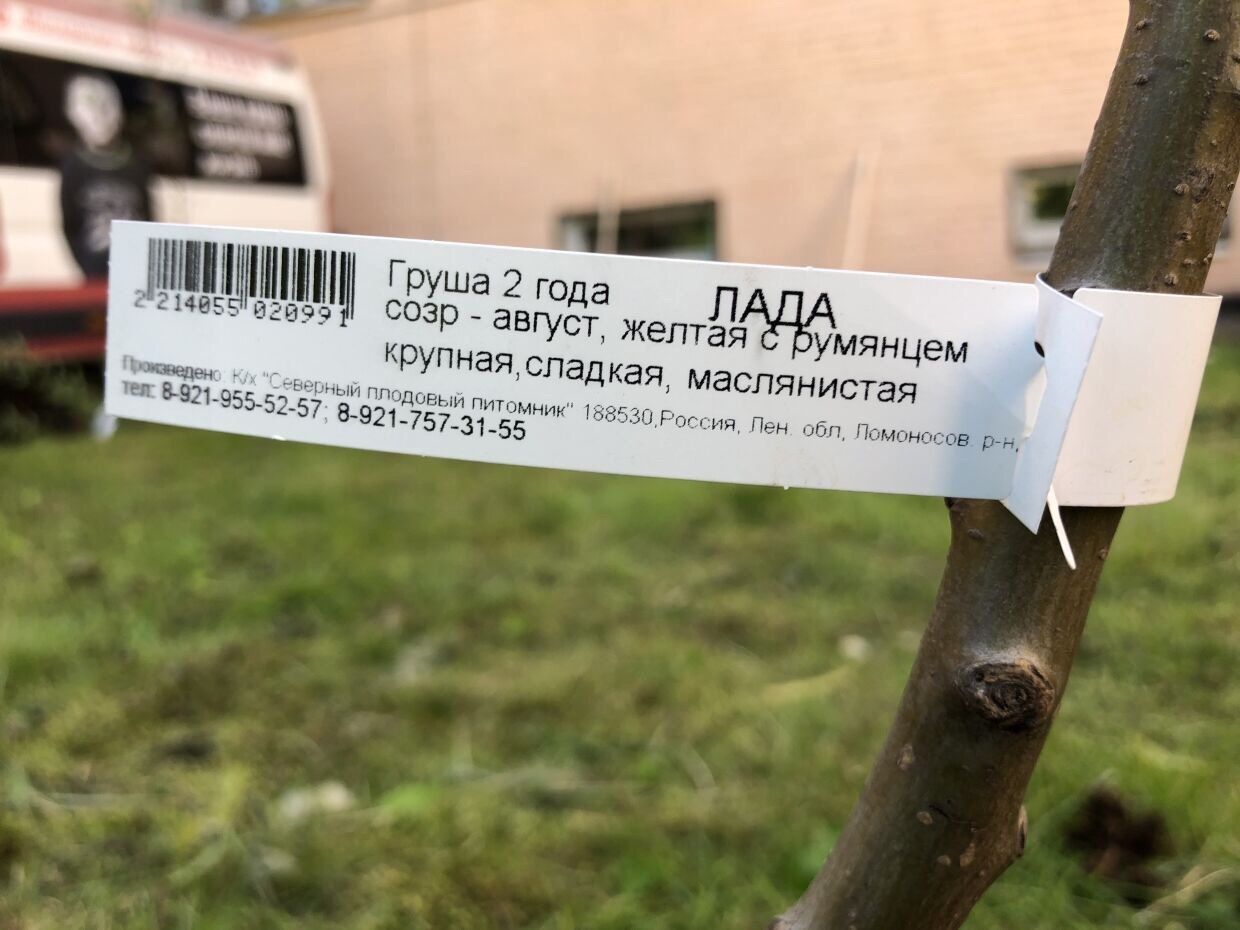 2 214055 020991
Груша 2 года ЛАДА
созр - август, желтая с румянцем
крупная,сладкая, маслянистая
Произведено: К/х "Северный плодовый питомник" 188530,Россия, Лен. обл, Ломоносов. р-н,
тел: 8-921-955-52-57; 8-921-757-31-55